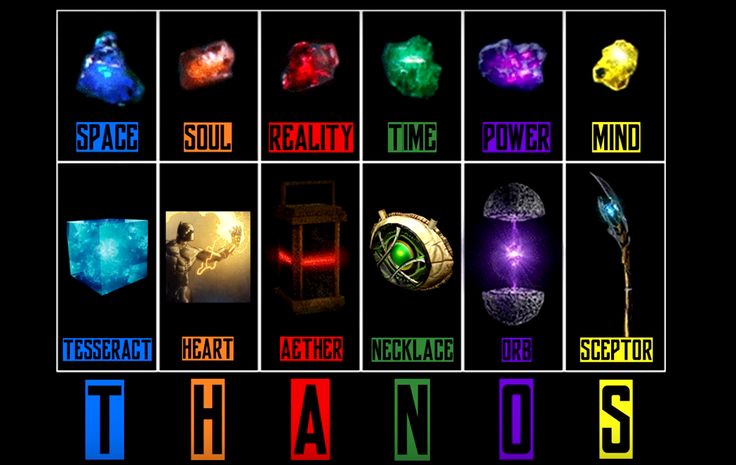 SPACE SOUL REALITY TIME POWER MIND
TESSERACT HEART AETHER NECKLACE ORB SCEPTOR
T H A N O S